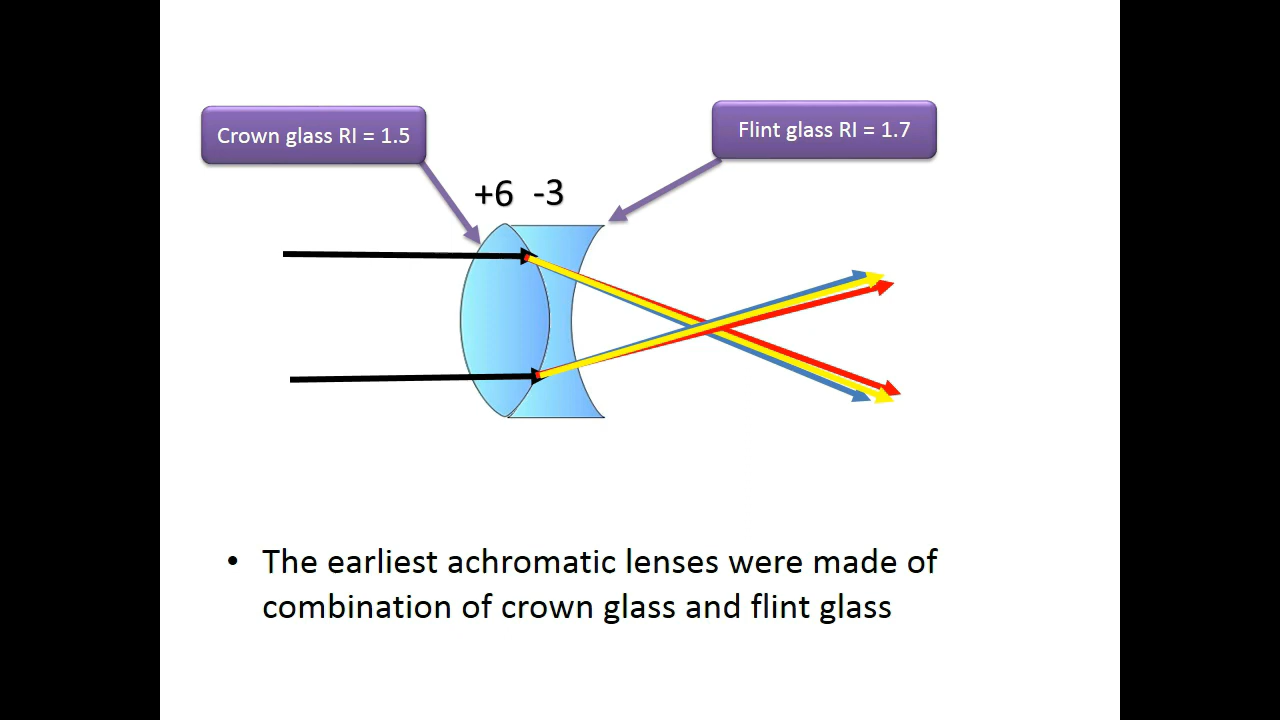 Crown glass RI = 1.5
Flint glass RI = 1.7
+6 -3
• The earliest achromatic lenses were made of
combination of crown glass and flint glass